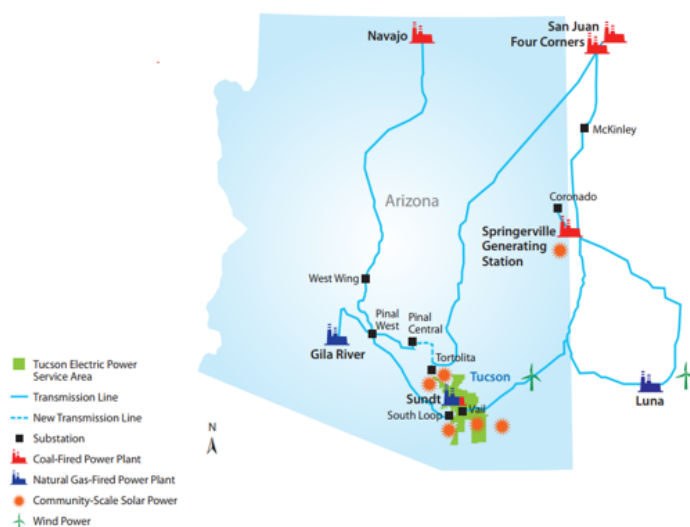 San Juan
Navajo
Four Corners
McKinley
Coronado
Arizona
Springerville
Generating
Station
West Wing
Pinal
West
Pinal
Central
Gila River
Tortolita
Tucson
Sundt
Luna
South Loop
Vail
Tucson Electric Power
Service Area
Transmission Line
New Transmission Line
Substation
N
Coal-Fired Power Plant
Natural Gas-Fired Power Plant
Community-Scale Solar Power
Wind Power